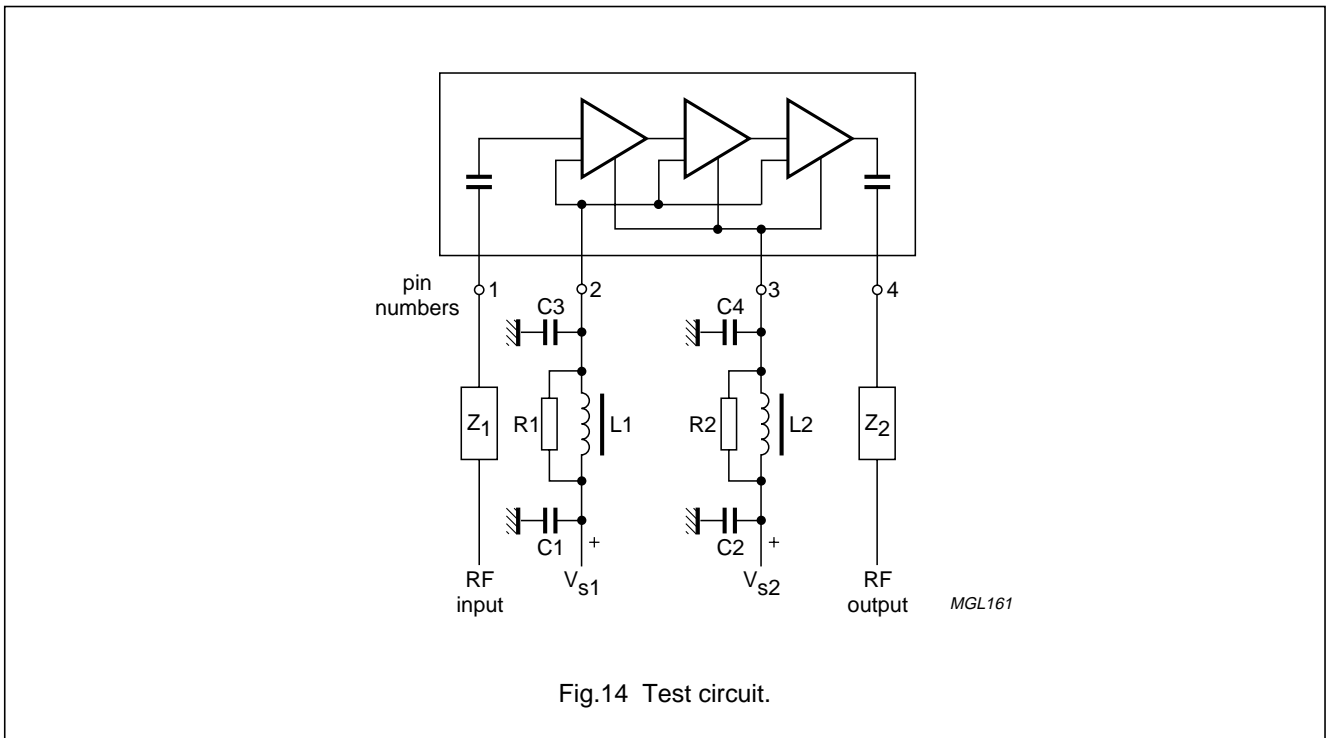 pin
numbers
1
2
3
4
C3
C4
Z1
R1
L1
R2
L2
Z2
C1
+
C2
+
RF
input
Vs1
Vs2
RF
output
MGL161
Fig.14 Test circuit.